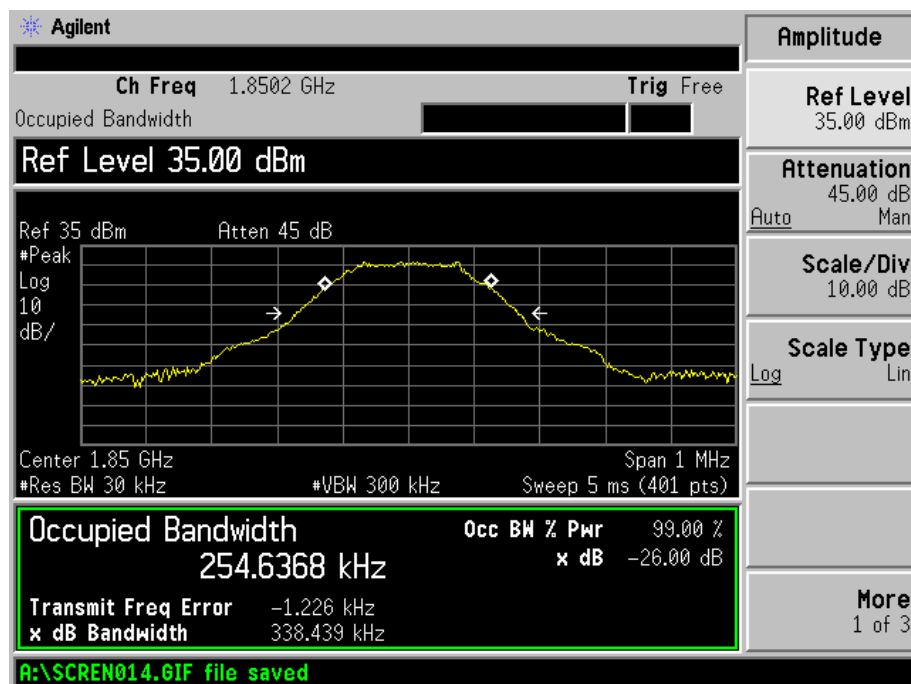 Agilent
Ch Freq 1.8502 GHz Trig Free
Occupied Bandwidth
Ref Level 35.00 dBm
Ref 35 dBm Atten 45 dB
#Peak
Log
10
dB/
Center 1.85 GHz Span 1 MHz
#Res BW 30 kHz #VBW 300 kHz Sweep 5 ms (401 pts)
Occupied Bandwidth
254.6368 kHz
Occ BW % Pwr 99.00 %
x dB -26.00 dB
Transmit Freq Error -1.226 kHz
x dB Bandwidth 338.439 kHz
A:\SCREN014.GIF file saved
Amplitude
Ref Level
35.00 dBm
Attenuation
45.00 dB
Auto Man
Scale/Div
10.00 dB
Scale Type
Log Lin
More
1 of 3